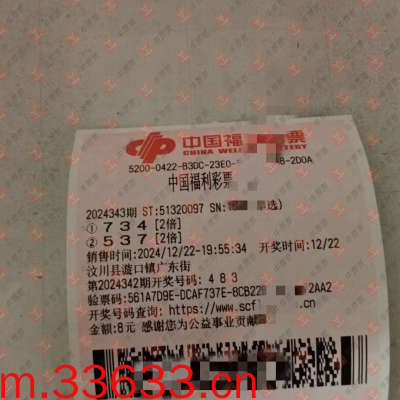 中国福 票
CHINA WEL TTERY
5200-0422-B3DC-23E0- 8-2D0A
中国福利彩票
2024343期 ST:51320097 SN: 单选)
① 7 3 4 [2倍]
② 5 3 7 [2倍]
销售时间:2024/12/22-19:55:34 开奖时间:12/22
汶川县漩口镇广东街
第2024342期开奖号码: 4 8 3
验票码:561A7D9E-DCAF737E-8CB22 2AA2
开奖号码查询: https://www.scf .cn
金额:8元 感谢您为公益事业贡献
m.33633.cn